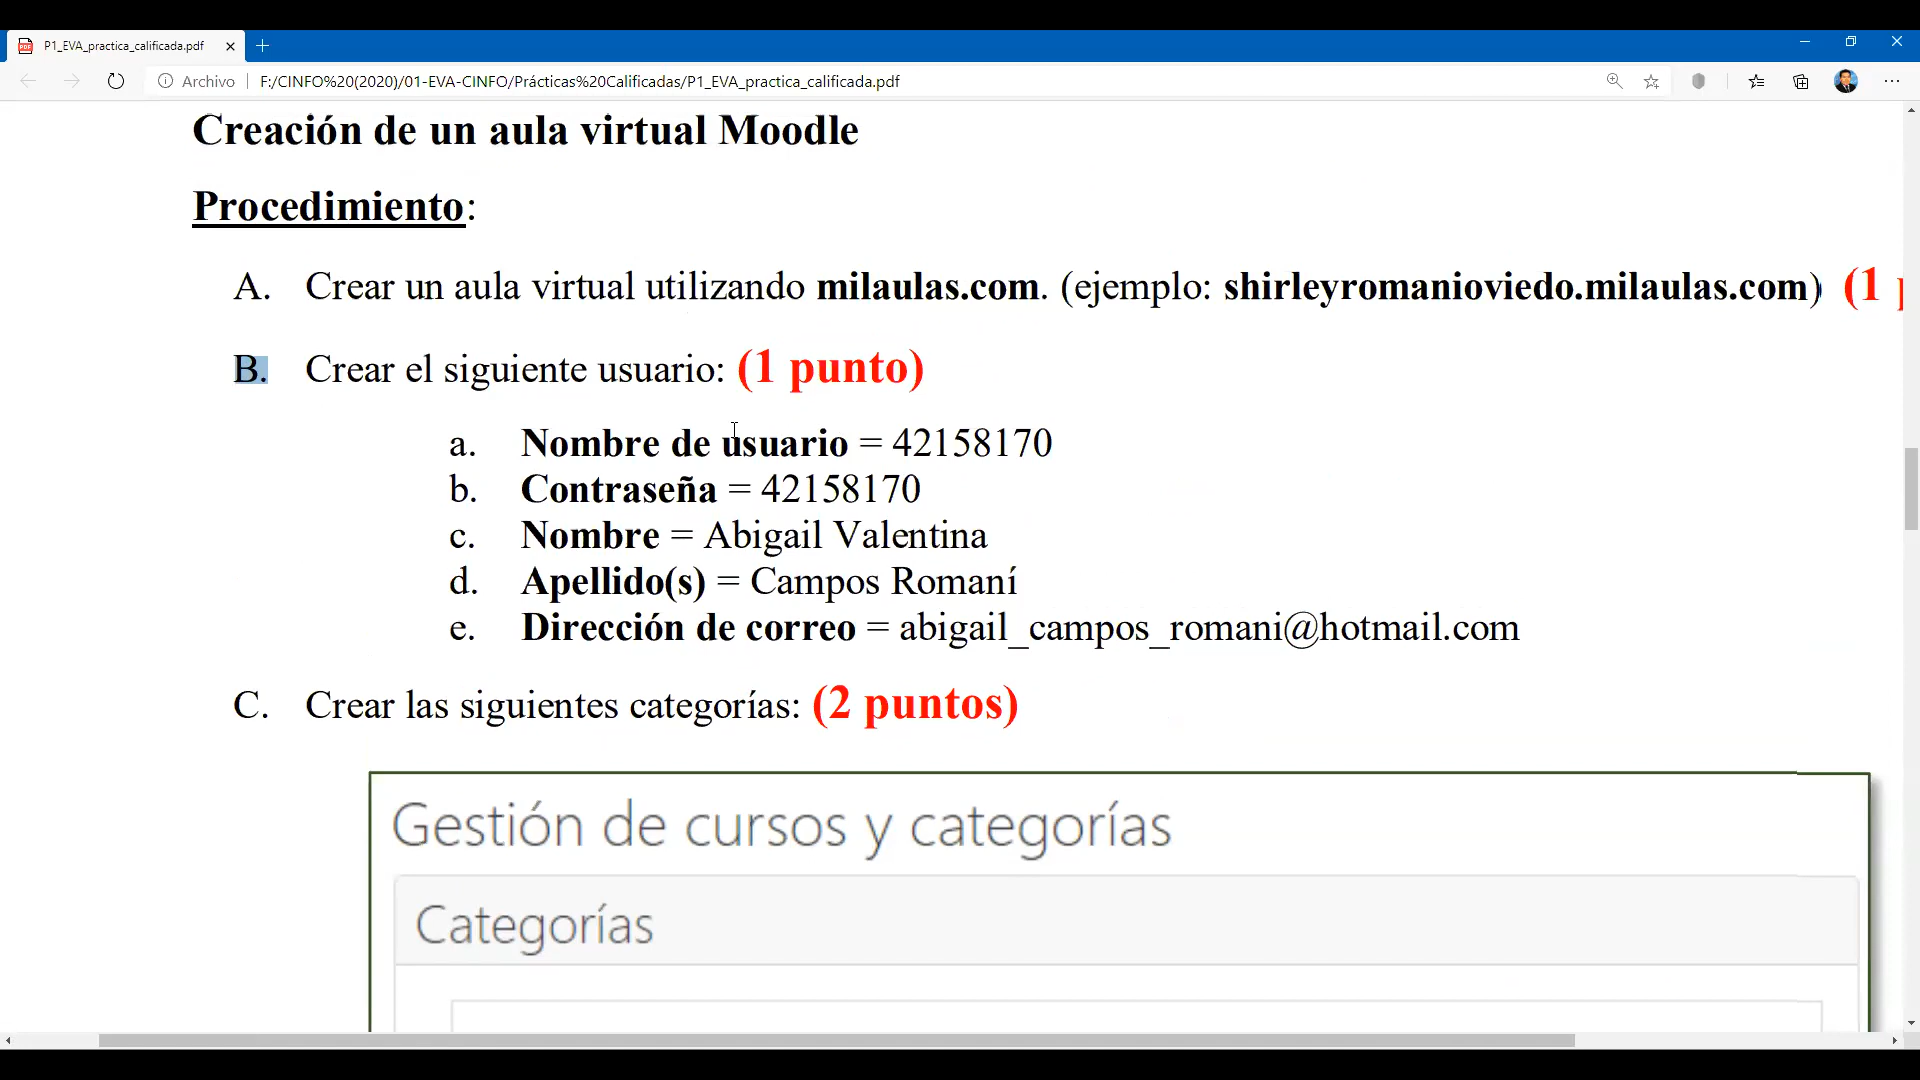 P1_EVA_practica_calificada.pdf
Archivo F:/CINFO%20(2020)/01-EVA-CINFO/Prácticas%20Calificadas/P1_EVA_practica_calificada.pdf
Creación de un aula virtual Moodle
Procedimiento:
A. Crear un aula virtual utilizando milaulas.com. (ejemplo: shirleyromanioviedo.milaulas.com) (1
B. Crear el siguiente usuario: (1 punto)
a. Nombre de usuario = 42158170
b. Contraseña = 42158170
c. Nombre = Abigail Valentina
d. Apellido(s) = Campos Romaní
e. Dirección de correo = abigail_campos_romani@hotmail.com
C. Crear las siguientes categorías: (2 puntos)
Gestión de cursos y categorías
Categorías